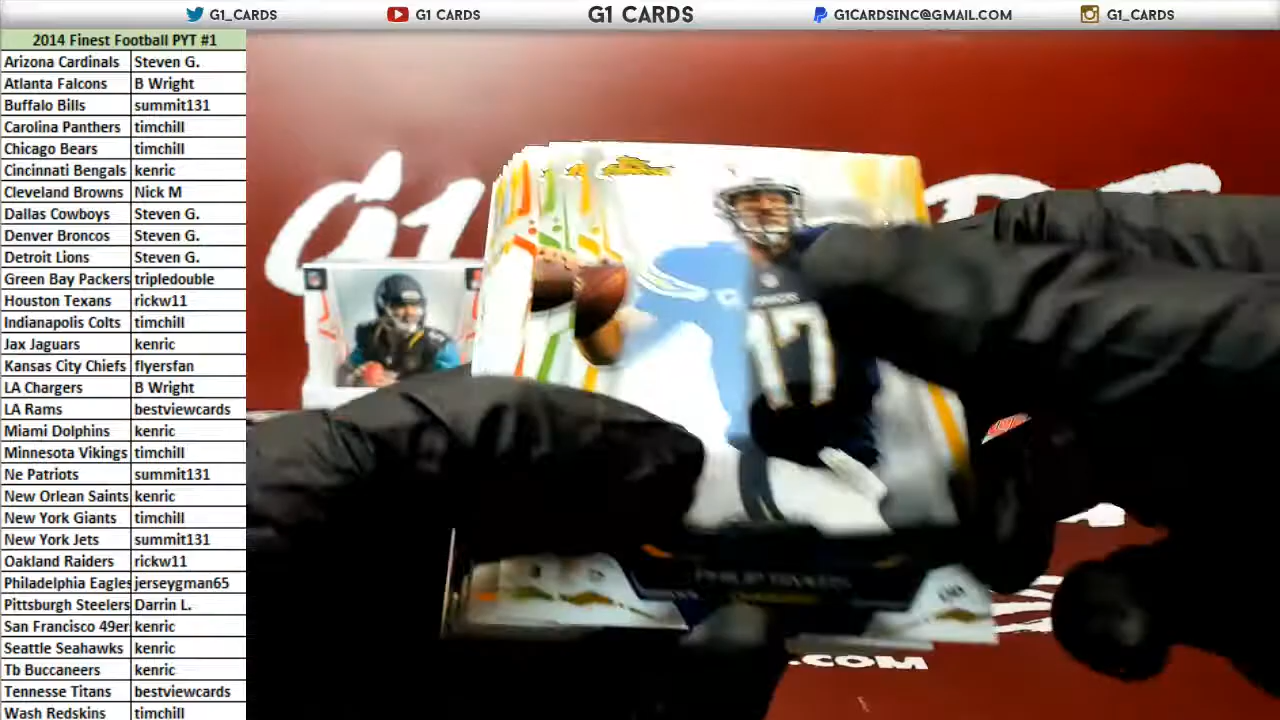 G1_CARDS G1 CARDS G1 CARDS G1CARDSINC@GMAIL.COM G1_CARDS
2014 Finest Football PYT #1
Arizona Cardinals Steven G.
Atlanta Falcons B Wright
Buffalo Bills summit131
Carolina Panthers timchill
Chicago Bears timchill
Cincinnati Bengals kenric
Cleveland Browns Nick M
Dallas Cowboys Steven G.
Denver Broncos Steven G.
Detroit Lions Steven G.
Green Bay Packers tripledouble
Houston Texans rickw11
Indianapolis Colts timchill
Jax Jaguars kenric
Kansas City Chiefs flyersfan
LA Chargers B Wright
LA Rams bestviewcards
Miami Dolphins kenric
Minnesota Vikings timchill
Ne Patriots summit131
New Orlean Saints kenric
New York Giants timchill
New York Jets summit131
Oakland Raiders rickw11
Philadelphia Eagles jerseygman65
Pittsburgh Steelers Darrin L.
San Francisco 49er kenric
Seattle Seahawks kenric
Tb Buccaneers kenric
Tennesse Titans bestviewcards
Wash Redskins timchill
G1
17
PHILIP RIVERS
.COM